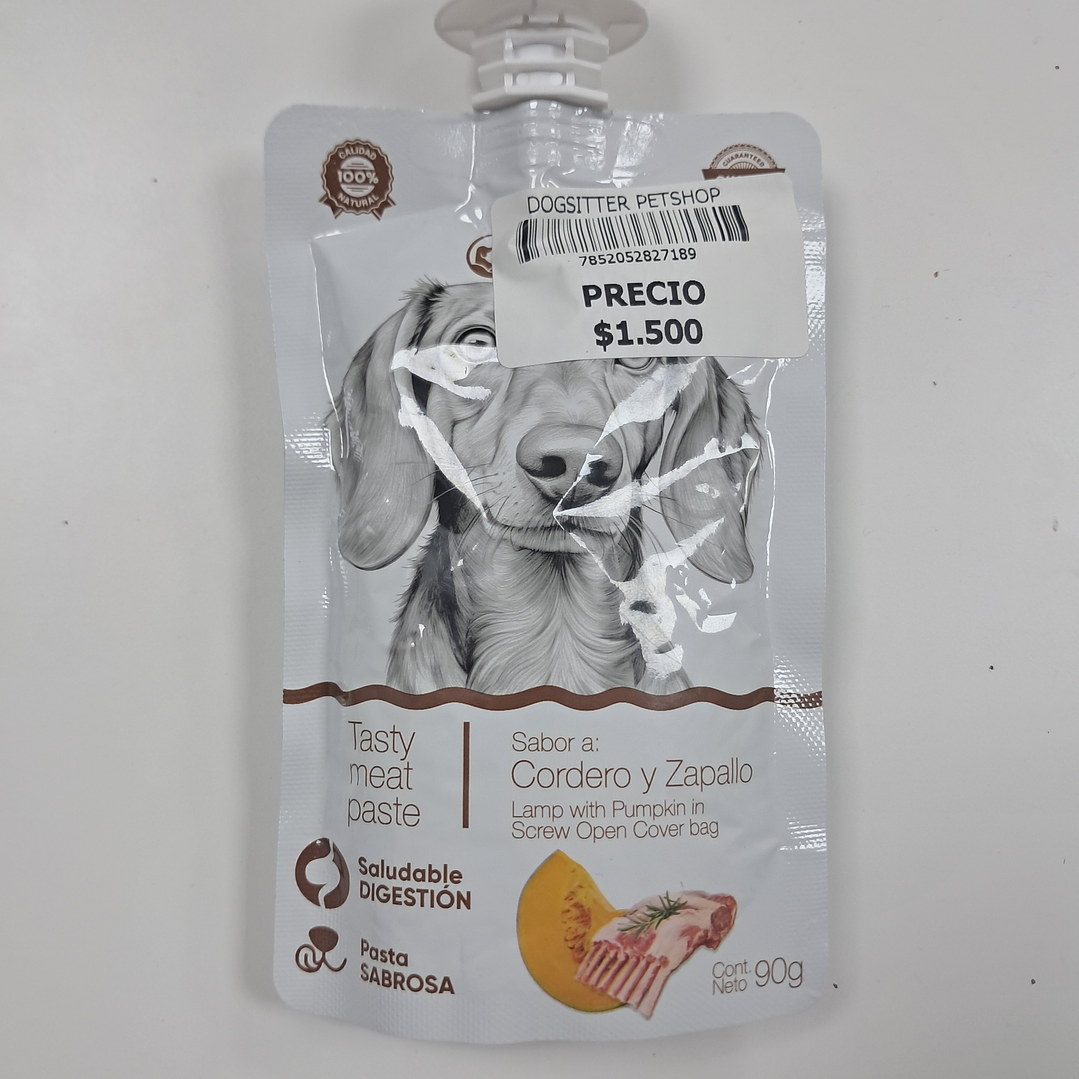 CALIDAD
100%
NATURAL
GUARANTEED
DOGSITTER PETSHOP
7852052827189
PRECIO
$1.500
Tasty
meat
paste
Sabor a:
Cordero y Zapallo
Lamp with Pumpkin in
Screw Open Cover bag
Saludable
DIGESTIÓN
Pasta
SABROSA
Cont.
Neto 90g